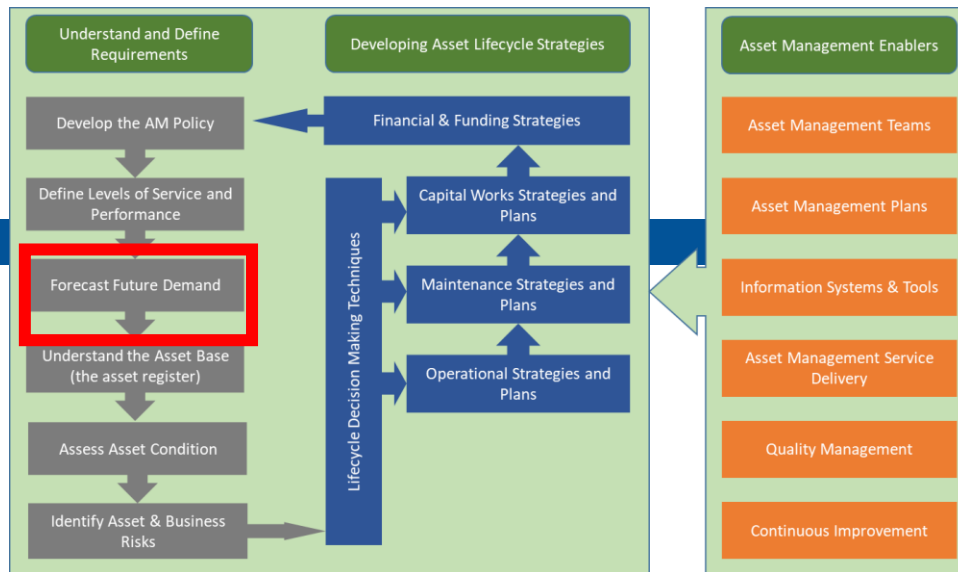 Understand and Define
Requirements
Developing Asset Lifecycle Strategies
Asset Management Enablers
Develop the AM Policy
Financial & Funding Strategies
Asset Management Teams
Define Levels of Service and
Performance
Capital Works Strategies and
Plans
Asset Management Plans
Forecast Future Demand
Maintenance Strategies and
Plans
Information Systems & Tools
Understand the Asset Base
(the asset register)
Operational Strategies and
Plans
Asset Management Service
Delivery
Assess Asset Condition
Lifecycle Decision Making Techniques
Quality Management
Identify Asset & Business
Risks
Continuous Improvement